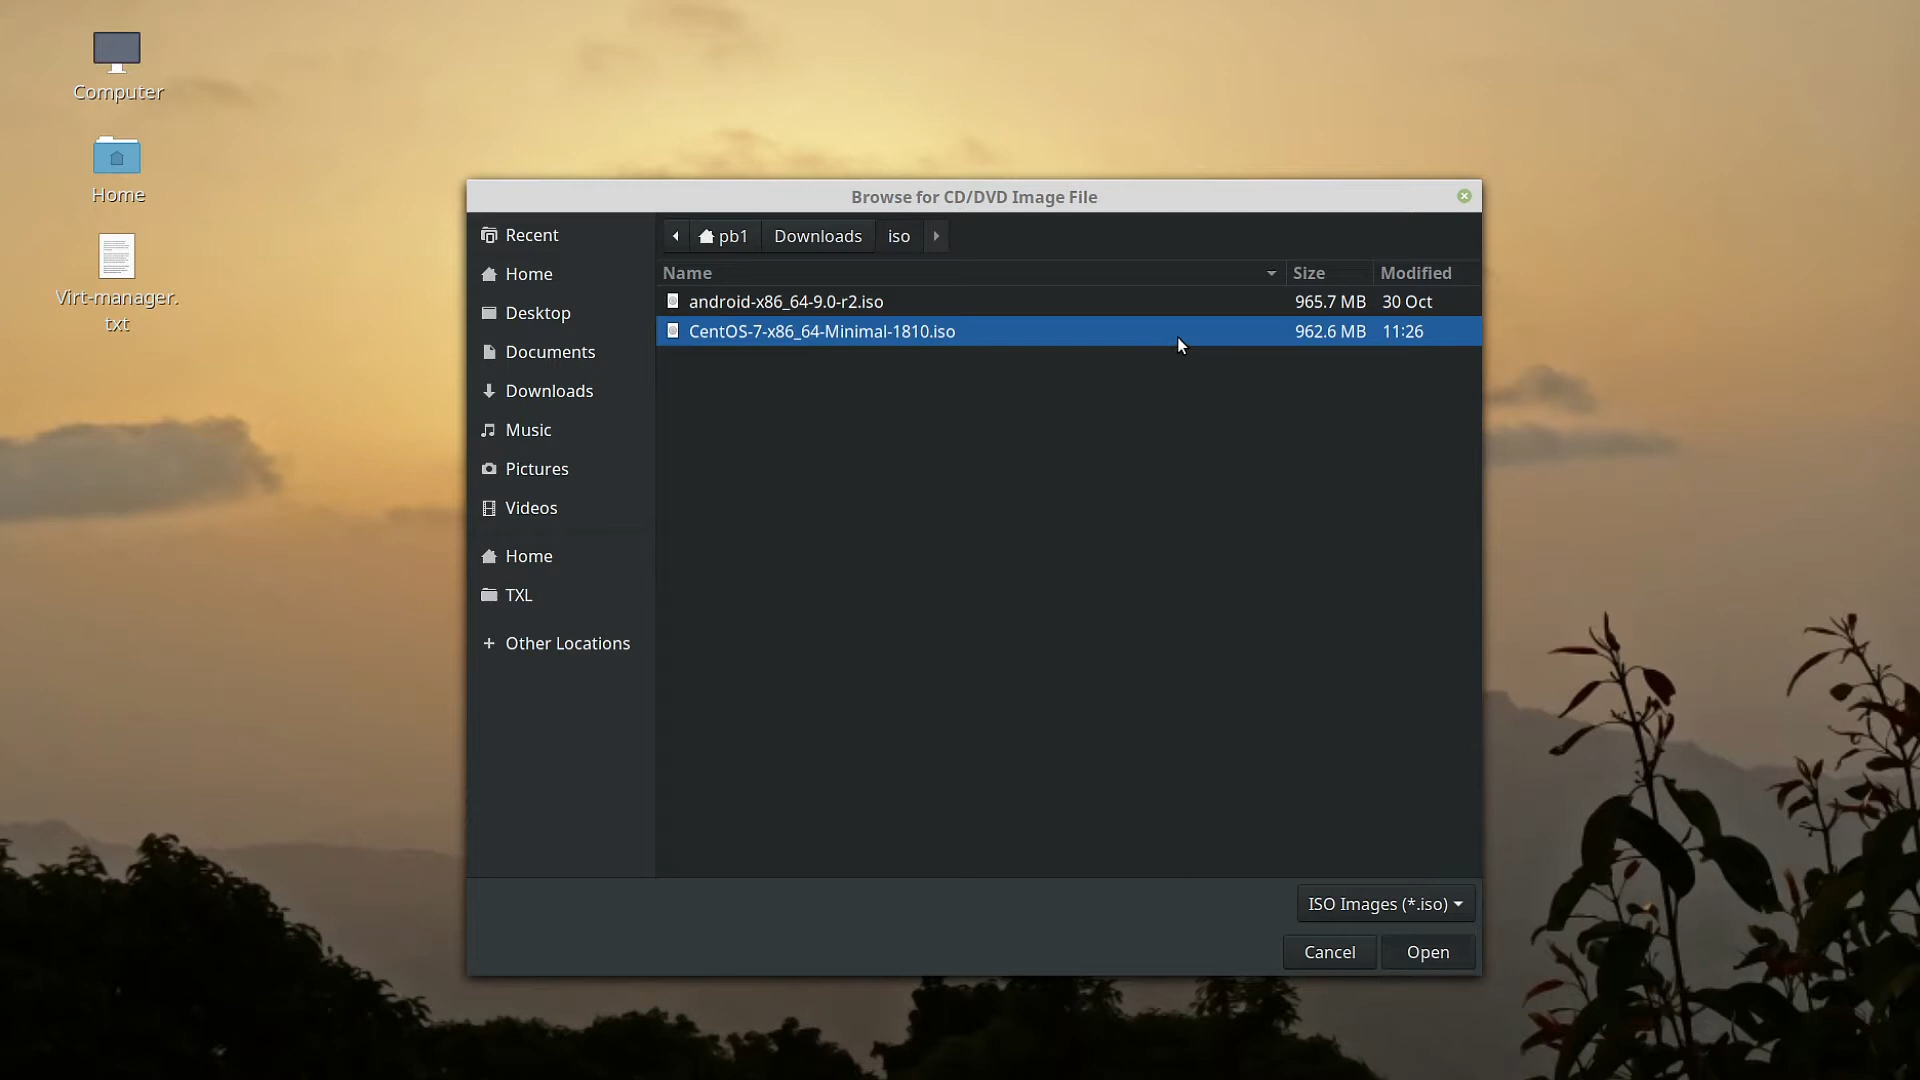 Computer
Home
Virt-manager.
txt
Browse for CD/DVD Image File
Recent
Home
Desktop
Documents
Downloads
Music
Pictures
Videos
Home
TXL
Other Locations
pb1 Downloads iso
Name Size Modified
android-x86_64-9.0-r2.iso 965.7 MB 30 Oct
CentOS-7-x86_64-Minimal-1810.iso 962.6 MB 11:26
ISO Images (*.iso)
Cancel Open